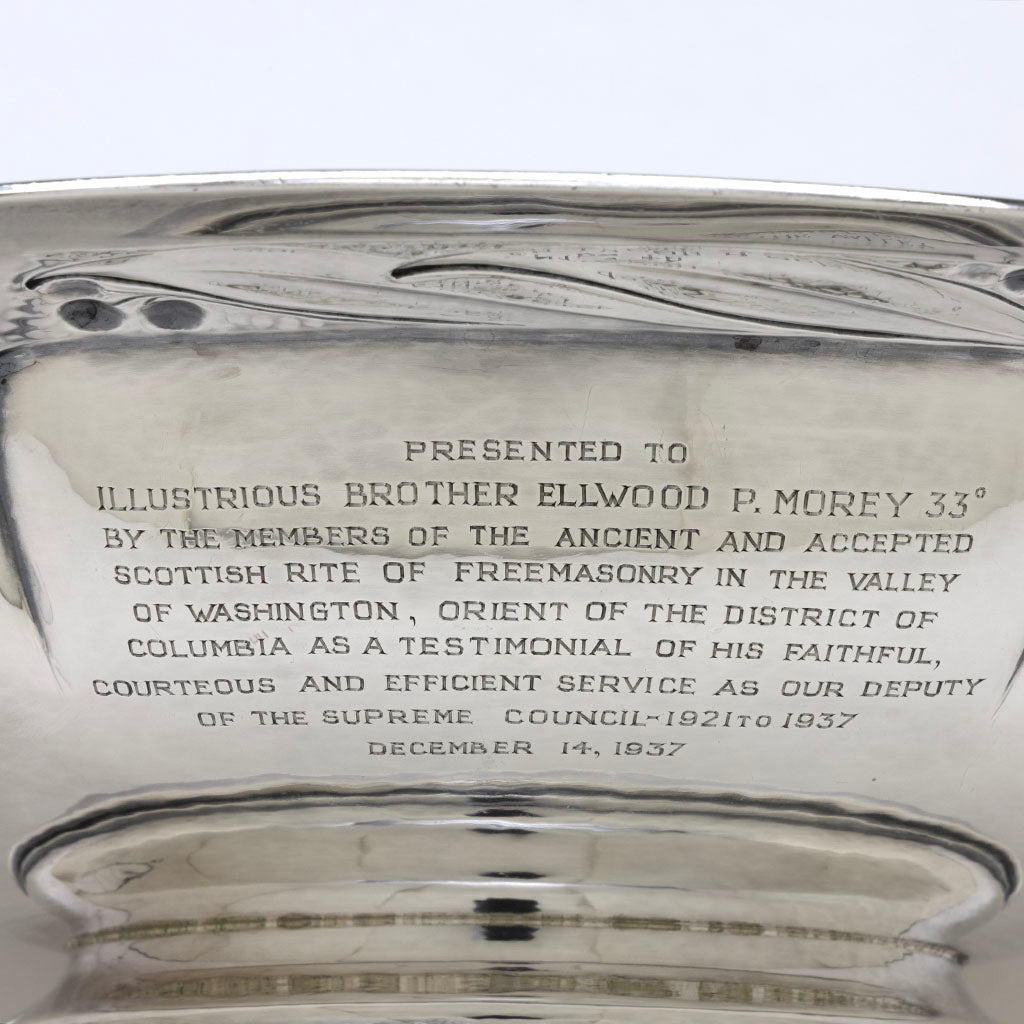 PRESENTED TO
ILLUSTRIOUS BROTHER ELLWOOD P. MOREY 33°
BY THE MEMBERS OF THE ANCIENT AND ACCEPTED
SCOTTISH RITE OF FREEMASONRY IN THE VALLEY
OF WASHINGTON, ORIENT OF THE DISTRICT OF
COLUMBIA AS A TESTIMONIAL OF HIS FAITHFUL,
COURTEOUS AND EFFICIENT SERVICE AS OUR DEPUTY
OF THE SUPREME COUNCIL-1921 TO 1937
DECEMBER 14, 1937